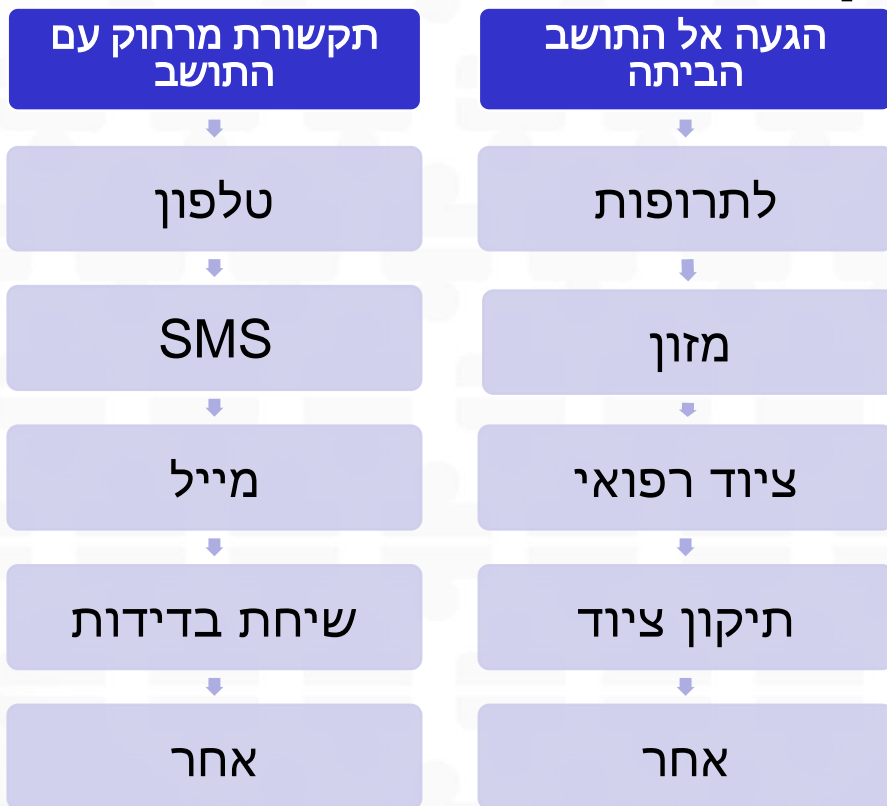 הגעה אל התושב
הביתה
לתרופות
מזון
ציוד רפואי
תיקון ציוד
אחר
תקשורת מרחוק עם
התושב
טלפון
SMS
מייל
שיחת בדידות
אחר